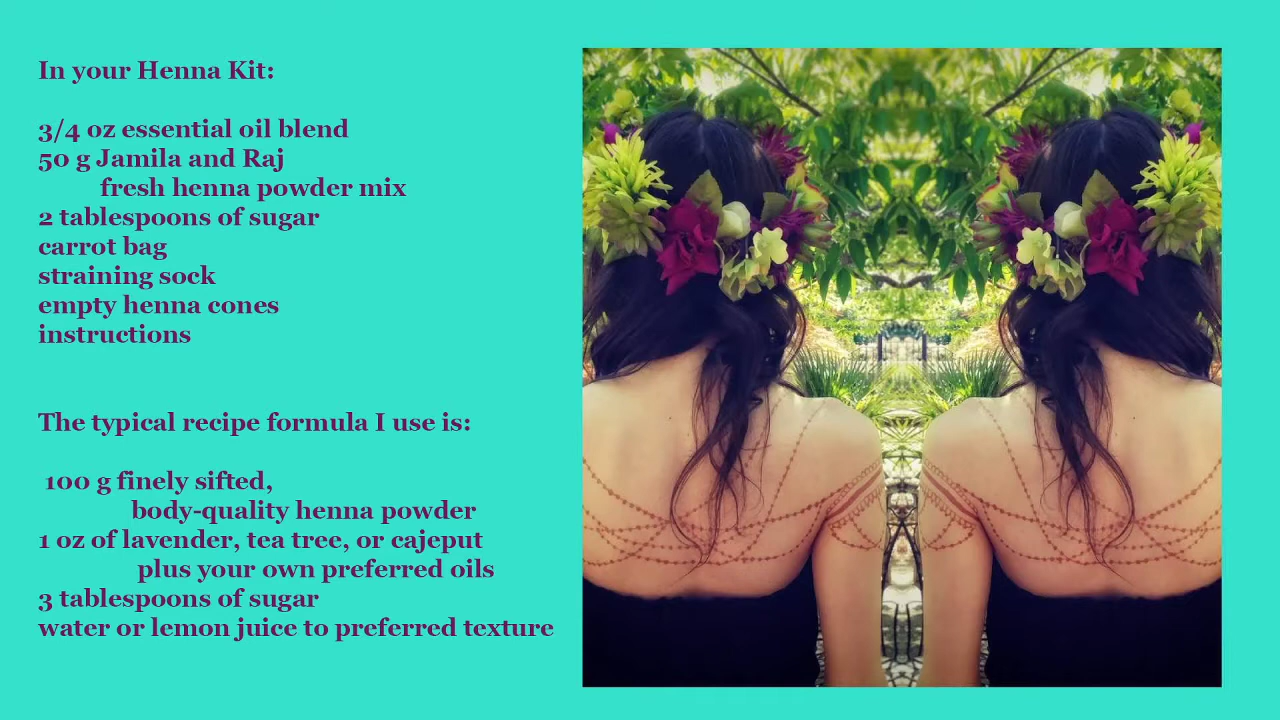 In your Henna Kit:
3/4 oz essential oil blend
50 g Jamila and Raj
fresh henna powder mix
2 tablespoons of sugar
carrot bag
straining sock
empty henna cones
instructions
The typical recipe formula I use is:
100 g finely sifted,
body-quality henna powder
1 oz of lavender, tea tree, or cajeput
plus your own preferred oils
3 tablespoons of sugar
water or lemon juice to preferred texture